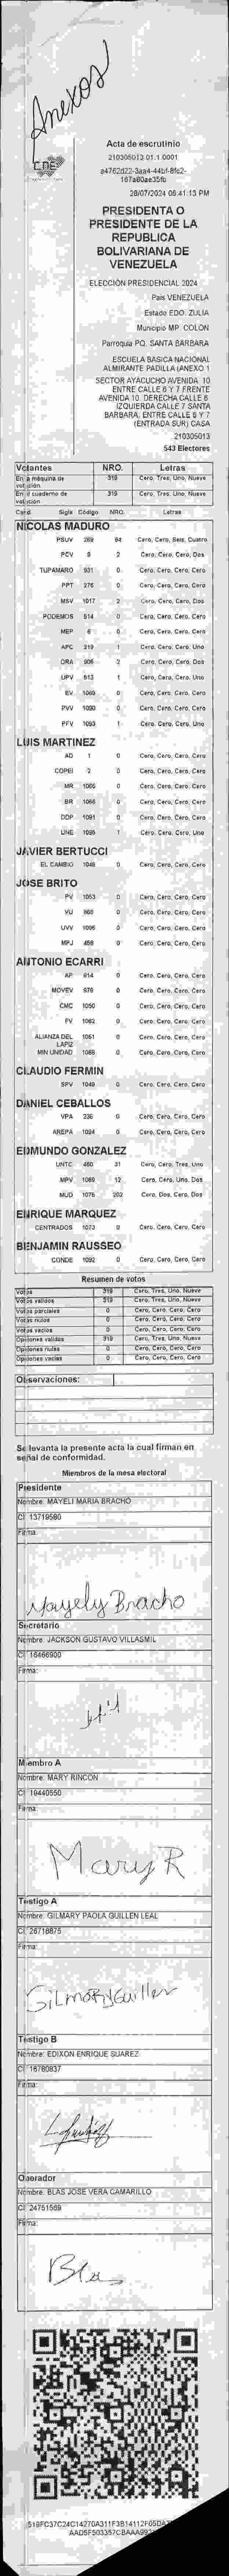 Anexos
CNE
Acta de escrutinio
210305013.01.1.0001
28/07/2024 06:41:13 PM
PRESIDENTA O
PRESIDENTE DE LA
REPUBLICA
BOLIVARIANA DE
VENEZUELA
ELECCIÓN PRESIDENCIAL 2024
País VENEZUELA
Estado EDO. ZULIA
Municipio MP. COLON
Parroquia PQ. SANTA BARBARA
ESCUELA BASICA NACIONAL
ALMIRANTE PADILLA (ANEXO 1
SECTOR AYACUCHO AVENIDA 10
ENTRE CALLE 6 Y 7 FRENTE
AVENIDA 10. DERECHA CALLE 6
IZQUIERDA CALLE 7 SANTA
BARBARA, ENTRE CALLE 6 Y 7
(ENTRADA SUR) CASA
210305013
543 Electores
Votantes NRO. Letras
En la máquina de votación 319 Cero, Tres, Uno, Nueve
En el cuaderno de votación 319 Cero, Tres, Uno, Nueve
Cand. Sigla Código NRO. Letras
NICOLAS MADURO
PSUV 269 64 Cero, Cero, Seis, Cuatro
PCV 9 2 Cero, Cero, Cero, Dos
TUPAMARO 931 0 Cero, Cero, Cero, Cero
PPT 276 0 Cero, Cero, Cero, Cero
MSV 1017 2 Cero, Cero, Cero, Dos
PODEMOS 514 0 Cero, Cero, Cero, Cero
MEP 6 0 Cero, Cero, Cero, Cero
APC 219 1 Cero, Cero, Cero, Uno
ORA 906 2 Cero, Cero, Cero, Dos
UPV 613 1 Cero, Cero, Cero, Uno
EV 1069 0 Cero, Cero, Cero, Cero
PVV 1090 0 Cero, Cero, Cero, Cero
PFV 1093 1 Cero, Cero, Cero, Uno
LUIS MARTINEZ
AD 1 0 Cero, Cero, Cero, Cero
COPEI 2 0 Cero, Cero, Cero, Cero
MR 1005 0 Cero, Cero, Cero, Cero
BR 1066 0 Cero, Cero, Cero, Cero
DDP 1091 0 Cero, Cero, Cero, Cero
UNE 1095 1 Cero, Cero, Cero, Uno
JAVIER BERTUCCI
EL CAMBIO 1048 0 Cero, Cero, Cero, Cero
JOSE BRITO
PV 1053 0 Cero, Cero, Cero, Cero
VU 960 0 Cero, Cero, Cero, Cero
UVV 1096 0 Cero, Cero, Cero, Cero
MPJ 458 0 Cero, Cero, Cero, Cero
ANTONIO ECARRI
AP 914 0 Cero, Cero, Cero, Cero
MOVEV 978 0 Cero, Cero, Cero, Cero
CMC 1050 0 Cero, Cero, Cero, Cero
FV 1062 0 Cero, Cero, Cero, Cero
ALIANZA DEL LAPIZ 1061 0 Cero, Cero, Cero, Cero
MIN UNIDAD 1068 0 Cero, Cero, Cero, Cero
CLAUDIO FERMIN
SPV 1049 0 Cero, Cero, Cero, Cero
DANIEL CEBALLOS
VPA 236 0 Cero, Cero, Cero, Cero
AREPA 1094 0 Cero, Cero, Cero, Cero
EDMUNDO GONZALEZ
UNTC 480 31 Cero, Cero, Tres, Uno
MPV 1069 12 Cero, Cero, Uno, Dos
MUD 1076 202 Cero, Dos, Cero, Dos
ENRIQUE MARQUEZ
CENTRADOS 1073 0 Cero, Cero, Cero, Cero
BENJAMIN RAUSSEO
CONDE 1092 0 Cero, Cero, Cero, Cero
Resumen de votos
Votos 319 Cero, Tres, Uno, Nueve
Votos válidos 319 Cero, Tres, Uno, Nueve
Votos parciales 0 Cero, Cero, Cero, Cero
Votos nulos 0 Cero, Cero, Cero, Cero
Votos vacíos 0 Cero, Cero, Cero, Cero
Opciones válidas 319 Cero, Tres, Uno, Nueve
Opciones nulas 0 Cero, Cero, Cero, Cero
Opciones vacías 0 Cero, Cero, Cero, Cero
Observaciones:
Se levanta la presente acta la cual firman en
señal de conformidad.
Miembros de la mesa electoral
Presidente
Nombre: MAYELI MARIA BRACHO
CI: 13719580
Firma:
Mayely Bracho
Secretario
Nombre: JACKSON GUSTAVO VILLASMIL
CI: 16466900
Firma:
Miembro A
Nombre: MARY RINCON
CI: 19440550
Firma:
Mary R
Testigo A
Nombre: GILMARY PAOLA GUILLEN LEAL
CI: 26718875
Firma:
GiLmaRy Guillen
Testigo B
Nombre: EDIXON ENRIQUE SUAREZ
CI: 16780837
Firma:
Operador
Nombre: BLAS JOSE VERA CAMARILLO
CI: 24751569
Firma:
Blas